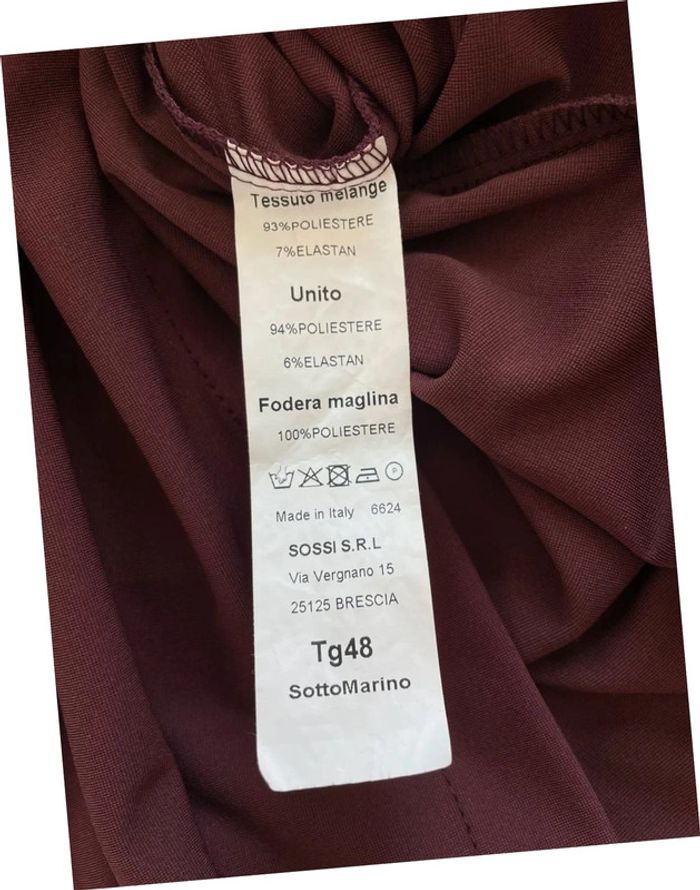 Tessuto melange
93%POLIESTERE
7%ELASTAN
Unito
94%POLIESTERE
6%ELASTAN
Fodera maglina
100%POLIESTERE
P
Made in Italy 6624
SOSSI S.R.L
Via Vergnano 15
25125 BRESCIA
Tg48
SottoMarino